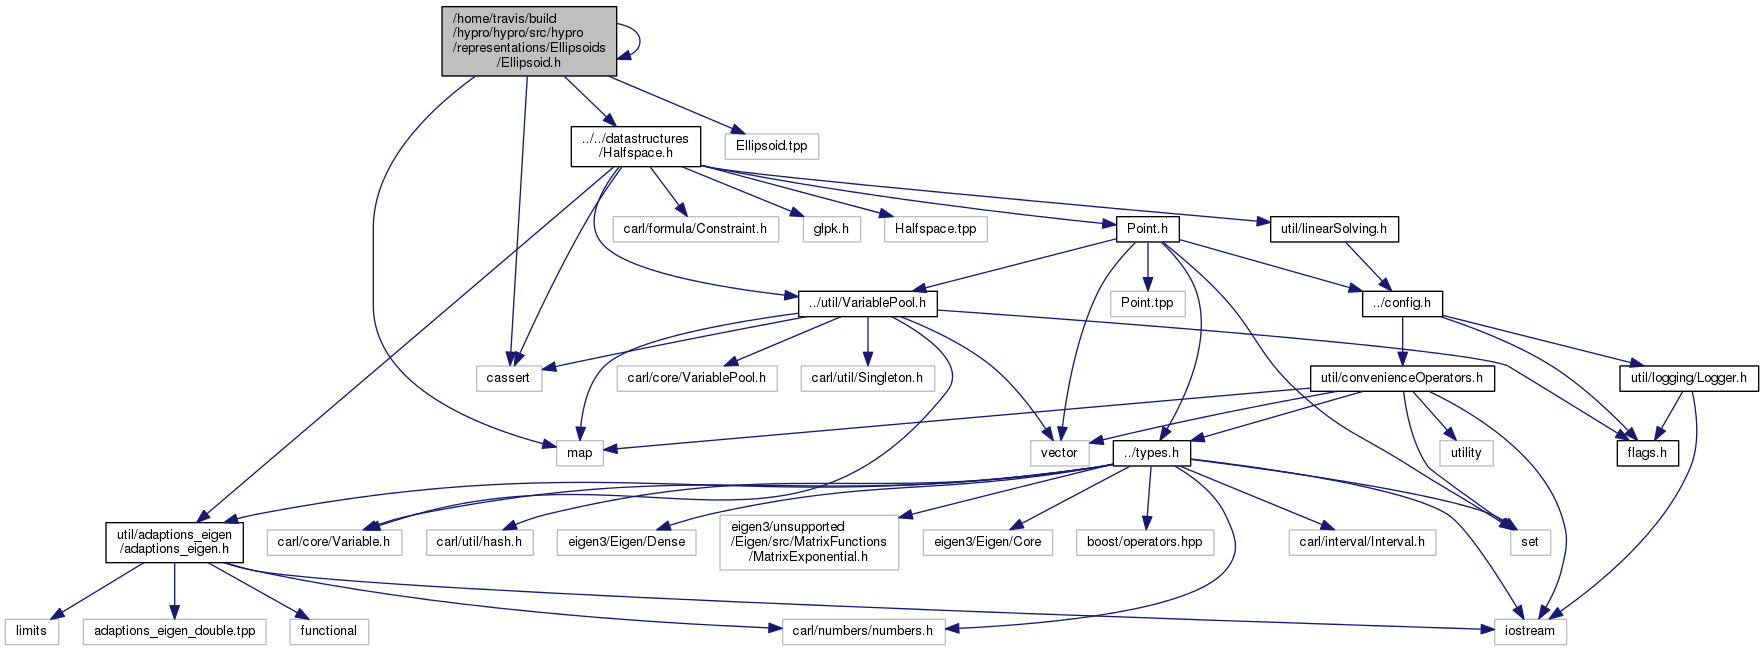 /home/travis/build
/hypro/hypro/src/hypro
/representations/Ellipsoids
/Ellipsoid.h
../../datastructures
/Halfspace.h
Ellipsoid.tpp
carl/formula/Constraint.h
glpk.h
Halfspace.tpp
Point.h
util/linearSolving.h
../util/VariablePool.h
Point.tpp
../config.h
cassert
carl/core/VariablePool.h
carl/util/Singleton.h
util/convenienceOperators.h
util/logging/Logger.h
map
vector
../types.h
utility
flags.h
util/adaptions_eigen
/adaptions_eigen.h
carl/core/Variable.h
carl/util/hash.h
eigen3/Eigen/Dense
eigen3/unsupported
/Eigen/src/MatrixFunctions
/MatrixExponential.h
eigen3/Eigen/Core
boost/operators.hpp
carl/interval/Interval.h
set
limits
adaptions_eigen_double.tpp
functional
carl/numbers/numbers.h
iostream